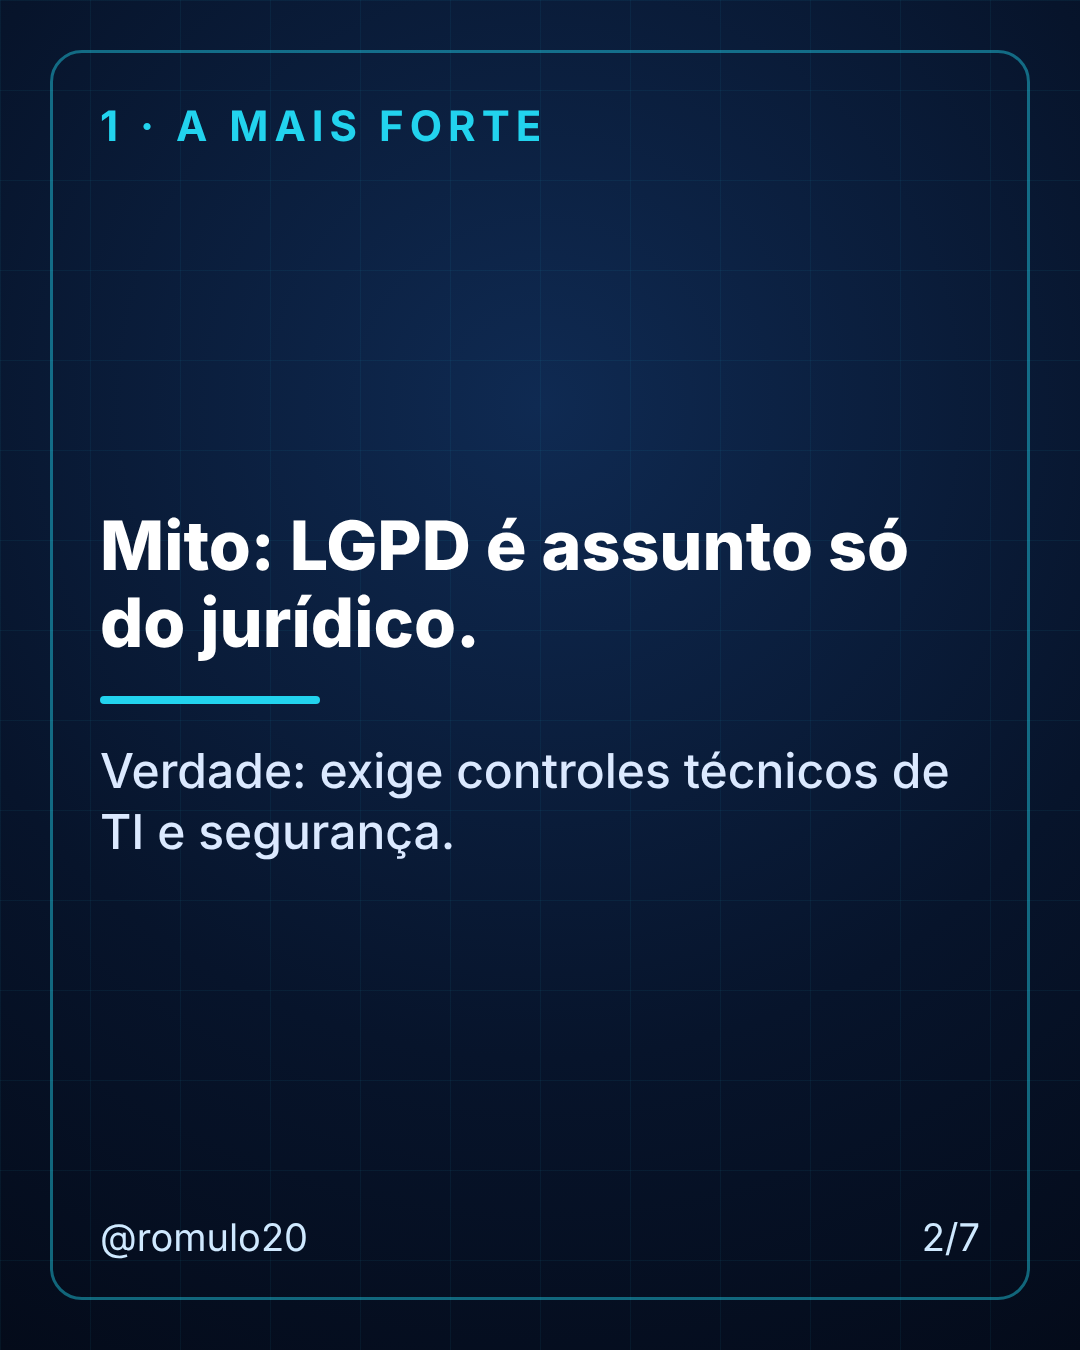 1 · A MAIS FORTE
Mito: LGPD é assunto só
do jurídico.
Verdade: exige controles técnicos de
TI e segurança.
@romulo20
2/7